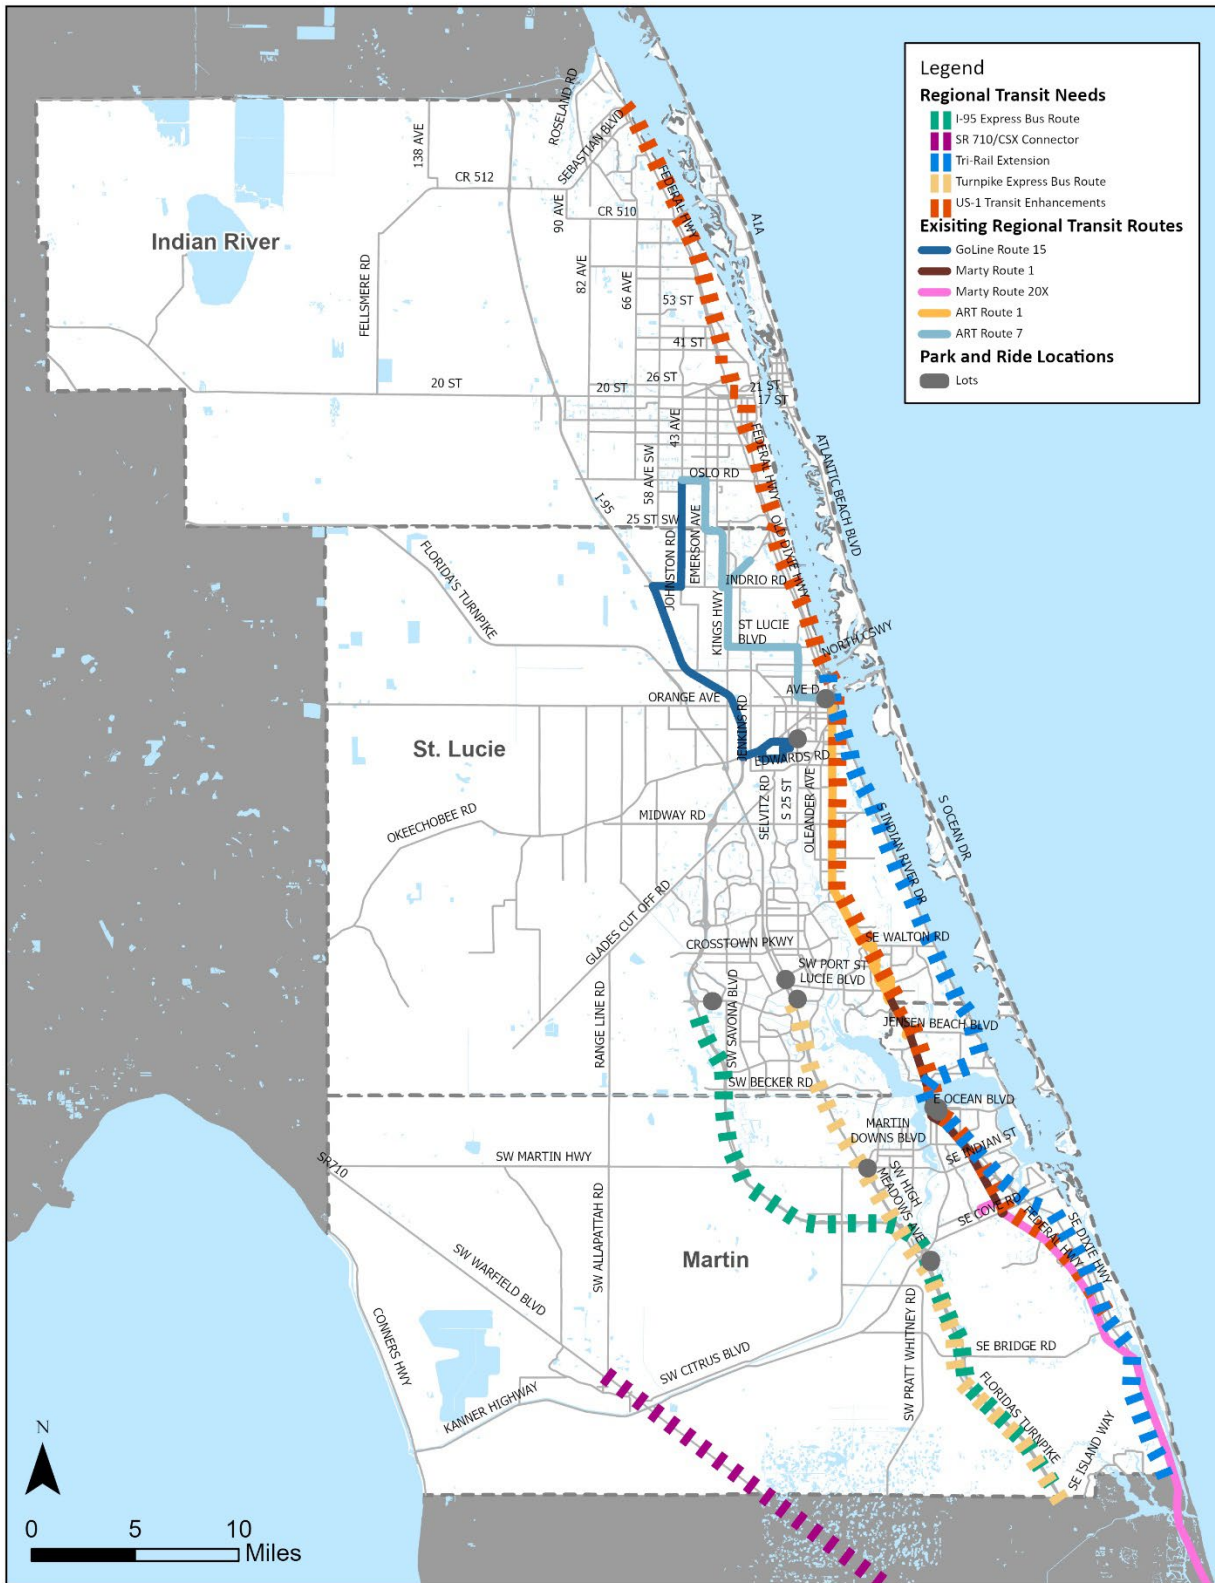 Legend
Regional Transit Needs
I-95 Express Bus Route
SR 710/CSX Connector
Tri-Rail Extension
Turnpike Express Bus Route
US-1 Transit Enhancements
Exisiting Regional Transit Routes
GoLine Route 15
Marty Route 1
Marty Route 20X
ART Route 1
ART Route 7
Park and Ride Locations
Lots
ROSELAND RD
SEBASTIAN BLVD
138 AVE
CR 512
90 AVE
CR 510
FEDERAL HWY
A1A
Indian River
FELLSMERE RD
82 AVE
66 AVE
53 ST
41 ST
26 ST
20 ST
20 ST
21 ST
17 ST
43 AVE
FEDERAL HWY
ATLANTIC BEACH BLVD
58 AVE SW
OSLO RD
I-95
25 ST SW
EMERSON AVE
OLD DIXIE HWY
FLORIDA'S TURNPIKE
JOHNSTON RD
INDRIO RD
KINGS HWY
ST LUCIE
BLVD
NORTH CSWY
ORANGE AVE
AVE D
JENKINS RD
St. Lucie
EDWARDS RD
SELVITZ RD
S 25 ST
OLEANDER AVE
MIDWAY RD
OKEECHOBEE RD
S INDIAN RIVER DR
S OCEAN DR
GLADES CUT OFF RD
CROSSTOWN PKWY
SE WALTON RD
SW PORT ST
LUCIE BLVD
RANGE LINE RD
SW SAVONA BLVD
JENSEN BEACH BLVD
SW BECKER RD
E OCEAN BLVD
MARTIN
DOWNS BLVD
SE INDIAN ST
SR710
SW MARTIN HWY
SW HIGH
MEADOWS AVE
SE COVE RD
FEDERAL HWY
SE DIXIE HWY
SW ALLAPATTAH RD
SW WARFIELD BLVD
Martin
CONNERS HWY
SW PRATT WHITNEY RD
SE BRIDGE RD
SW CITRUS BLVD
KANNER HIGHWAY
FLORIDAS TURNPIKE
SE ISLAND WAY
N
0
5
10
Miles